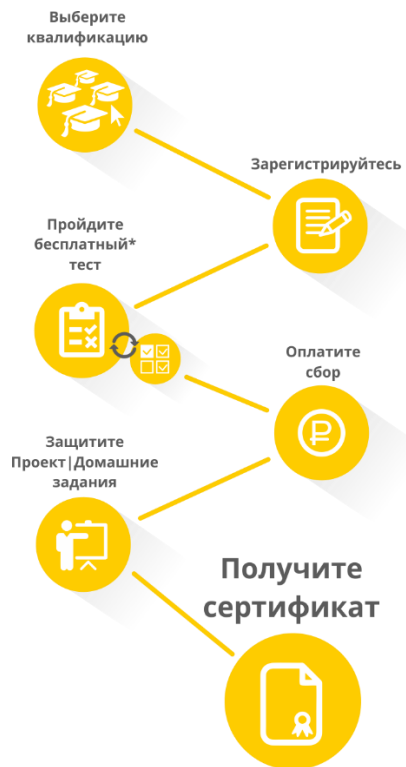 Выберите
квалификацию
Зарегистрируйтесь
Пройдите
бесплатный*
тест
Оплатите
сбор
Защитите
Проект|Домашние
задания
Получите
сертификат